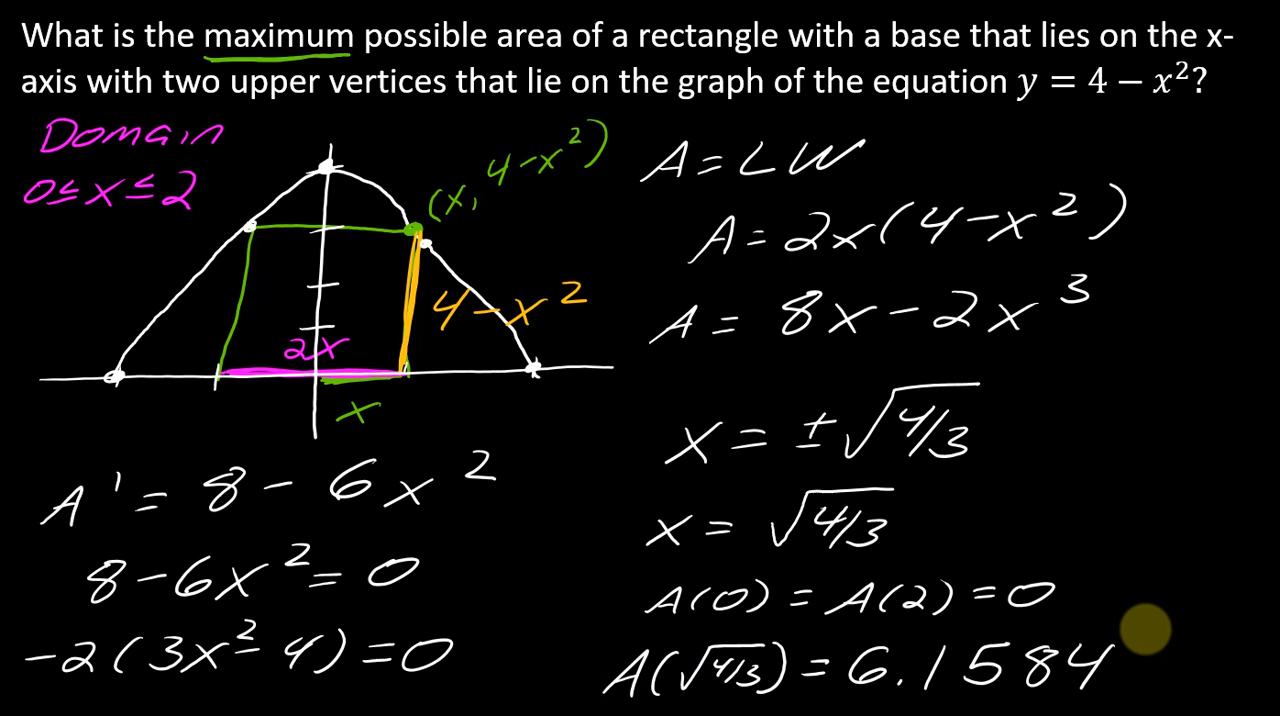 What is the maximum possible area of a rectangle with a base that lies on the x-
axis with two upper vertices that lie on the graph of the equation y = 4 − x²?
Domain
0≤x≤2
(x, 4-x²)
4-x²
2x
x
A' = 8 - 6x²
8-6x² = 0
-2(3x²-4)=0
A = LW
A = 2x(4-x²)
A = 8x-2x³
x = ±√4/3
x = √4/3
A(0) = A(2) = 0
A(√4/3) = 6.1584